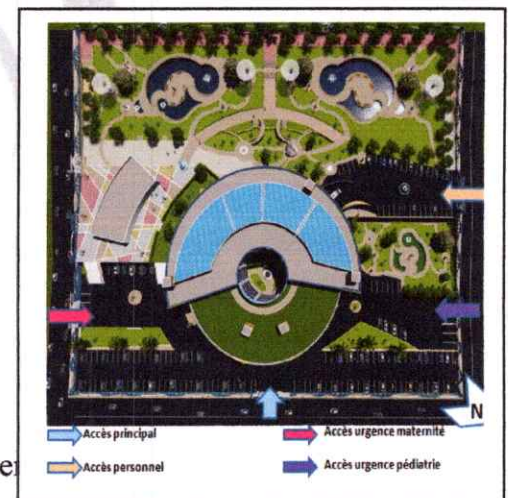 N
Accès principal
Accès urgence maternité
Accès personnel
Accès urgence pédiatrie